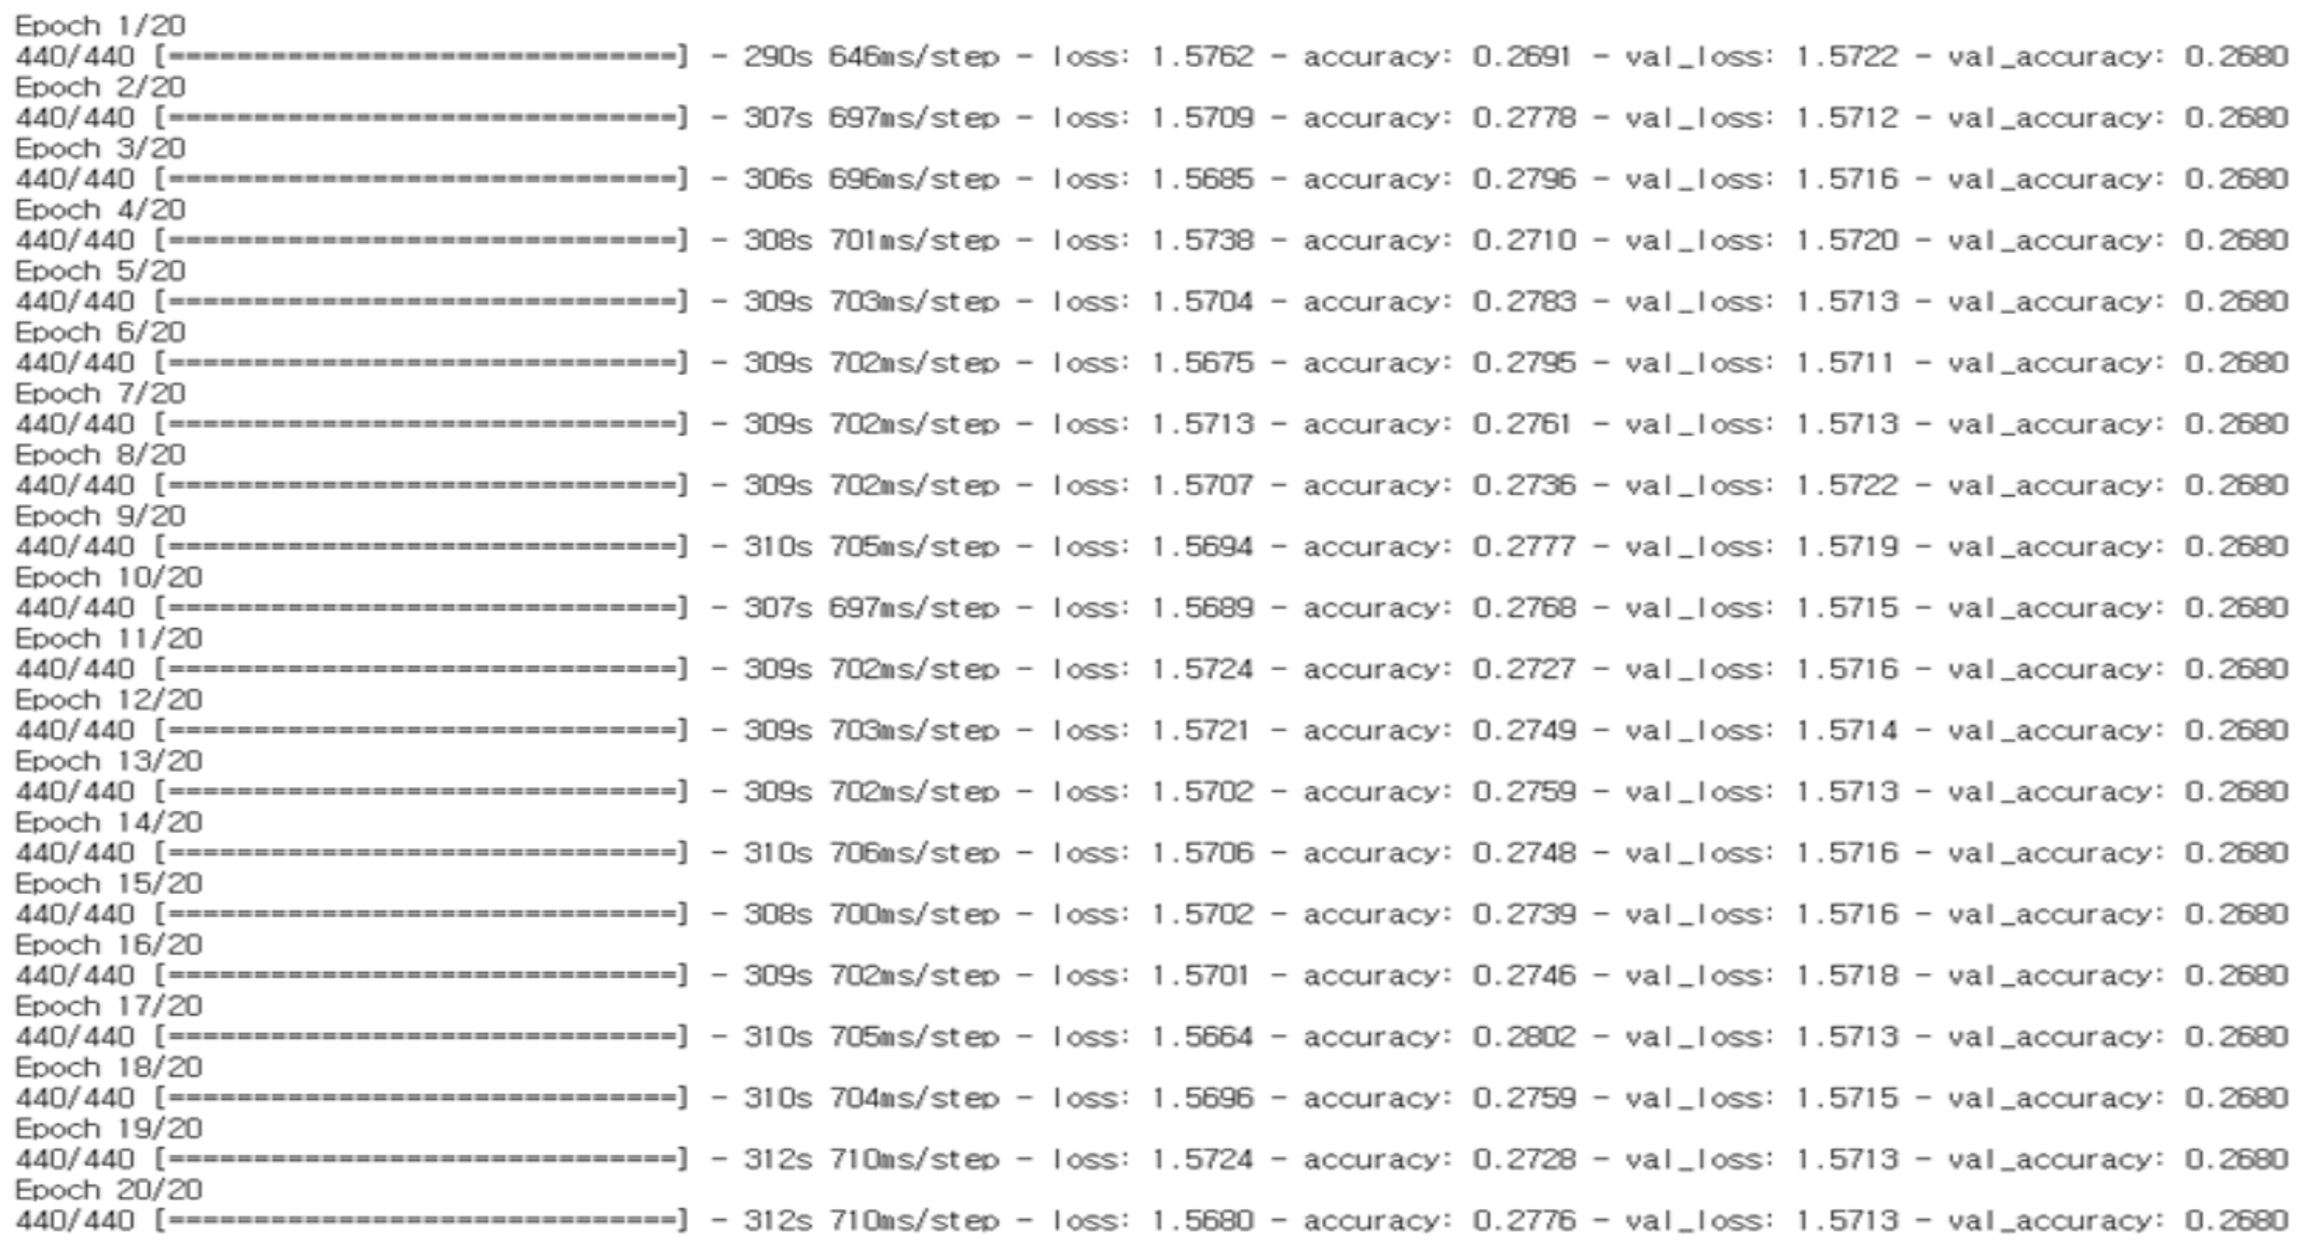 Epoch 1/20
440/440 [==============================] - 290s 646ms/step - loss: 1.5762 - accuracy: 0.2691 - val_loss: 1.5722 - val_accuracy: 0.2680
Epoch 2/20
440/440 [==============================] - 307s 697ms/step - loss: 1.5709 - accuracy: 0.2778 - val_loss: 1.5712 - val_accuracy: 0.2680
Epoch 3/20
440/440 [==============================] - 306s 696ms/step - loss: 1.5685 - accuracy: 0.2796 - val_loss: 1.5716 - val_accuracy: 0.2680
Epoch 4/20
440/440 [==============================] - 308s 701ms/step - loss: 1.5738 - accuracy: 0.2710 - val_loss: 1.5720 - val_accuracy: 0.2680
Epoch 5/20
440/440 [==============================] - 309s 703ms/step - loss: 1.5704 - accuracy: 0.2783 - val_loss: 1.5713 - val_accuracy: 0.2680
Epoch 6/20
440/440 [==============================] - 309s 702ms/step - loss: 1.5675 - accuracy: 0.2795 - val_loss: 1.5711 - val_accuracy: 0.2680
Epoch 7/20
440/440 [==============================] - 309s 702ms/step - loss: 1.5713 - accuracy: 0.2761 - val_loss: 1.5713 - val_accuracy: 0.2680
Epoch 8/20
440/440 [==============================] - 309s 702ms/step - loss: 1.5707 - accuracy: 0.2736 - val_loss: 1.5722 - val_accuracy: 0.2680
Epoch 9/20
440/440 [==============================] - 310s 705ms/step - loss: 1.5694 - accuracy: 0.2777 - val_loss: 1.5719 - val_accuracy: 0.2680
Epoch 10/20
440/440 [==============================] - 307s 697ms/step - loss: 1.5689 - accuracy: 0.2768 - val_loss: 1.5715 - val_accuracy: 0.2680
Epoch 11/20
440/440 [==============================] - 309s 702ms/step - loss: 1.5724 - accuracy: 0.2727 - val_loss: 1.5716 - val_accuracy: 0.2680
Epoch 12/20
440/440 [==============================] - 309s 703ms/step - loss: 1.5721 - accuracy: 0.2749 - val_loss: 1.5714 - val_accuracy: 0.2680
Epoch 13/20
440/440 [==============================] - 309s 702ms/step - loss: 1.5702 - accuracy: 0.2759 - val_loss: 1.5713 - val_accuracy: 0.2680
Epoch 14/20
440/440 [==============================] - 310s 706ms/step - loss: 1.5706 - accuracy: 0.2748 - val_loss: 1.5716 - val_accuracy: 0.2680
Epoch 15/20
440/440 [==============================] - 308s 700ms/step - loss: 1.5702 - accuracy: 0.2739 - val_loss: 1.5716 - val_accuracy: 0.2680
Epoch 16/20
440/440 [==============================] - 309s 702ms/step - loss: 1.5701 - accuracy: 0.2746 - val_loss: 1.5718 - val_accuracy: 0.2680
Epoch 17/20
440/440 [==============================] - 310s 705ms/step - loss: 1.5664 - accuracy: 0.2802 - val_loss: 1.5713 - val_accuracy: 0.2680
Epoch 18/20
440/440 [==============================] - 310s 704ms/step - loss: 1.5696 - accuracy: 0.2759 - val_loss: 1.5715 - val_accuracy: 0.2680
Epoch 19/20
440/440 [==============================] - 312s 710ms/step - loss: 1.5724 - accuracy: 0.2728 - val_loss: 1.5713 - val_accuracy: 0.2680
Epoch 20/20
440/440 [==============================] - 312s 710ms/step - loss: 1.5680 - accuracy: 0.2776 - val_loss: 1.5713 - val_accuracy: 0.2680